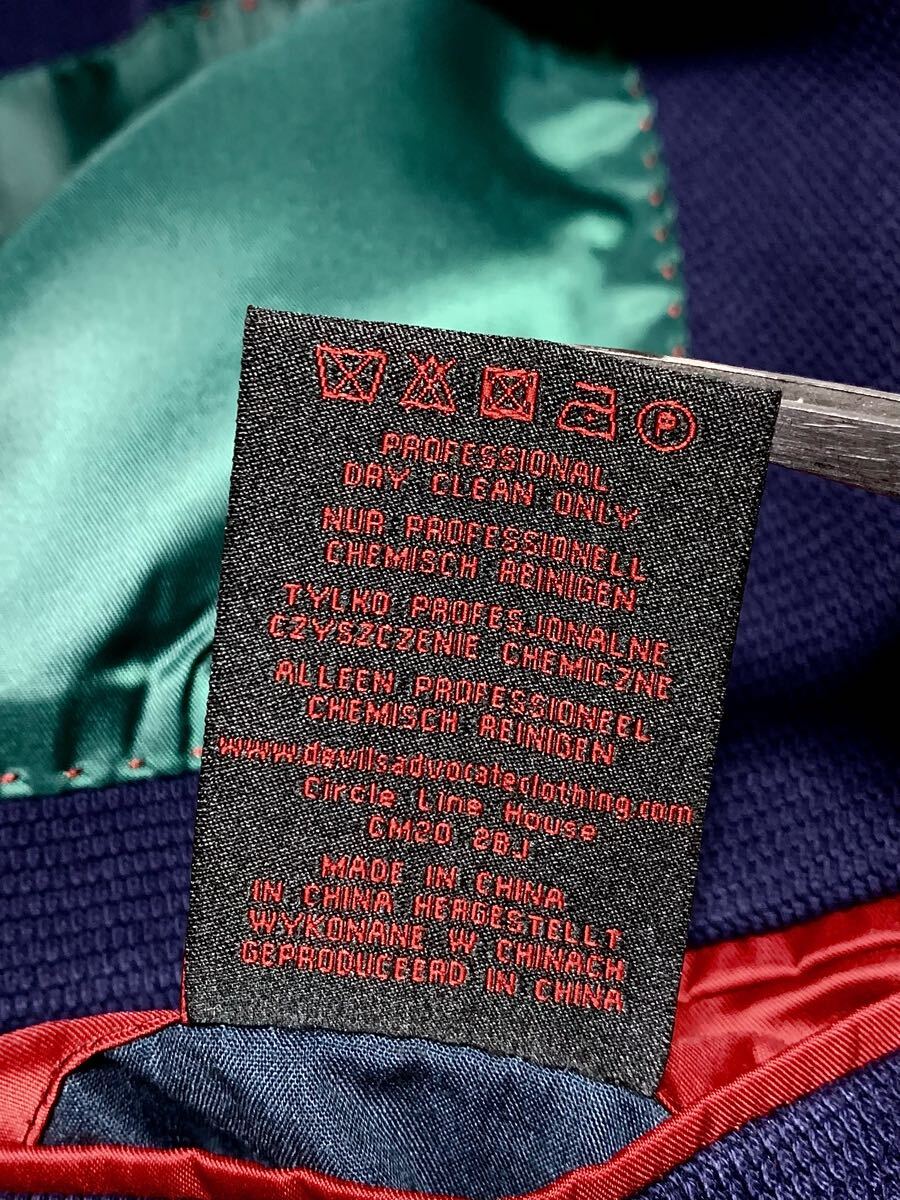 P
PROFESSIONAL
DRY CLEAN ONLY
NUR PROFESSIONELL
CHEMISCH REINIGEN
TYLKO PROFESJONALNE
CZYSZCZENIE CHEMICZNE
ALLEEN PROFESSIONEEL
CHEMISCH REINIGEN
www.devilsadvocateclothing.com
Circle Line House
CM20 2BJ
MADE IN CHINA
IN CHINA HERGESTELLT
WYKONANE W CHINACH
GEPRODUCEERD IN CHINA